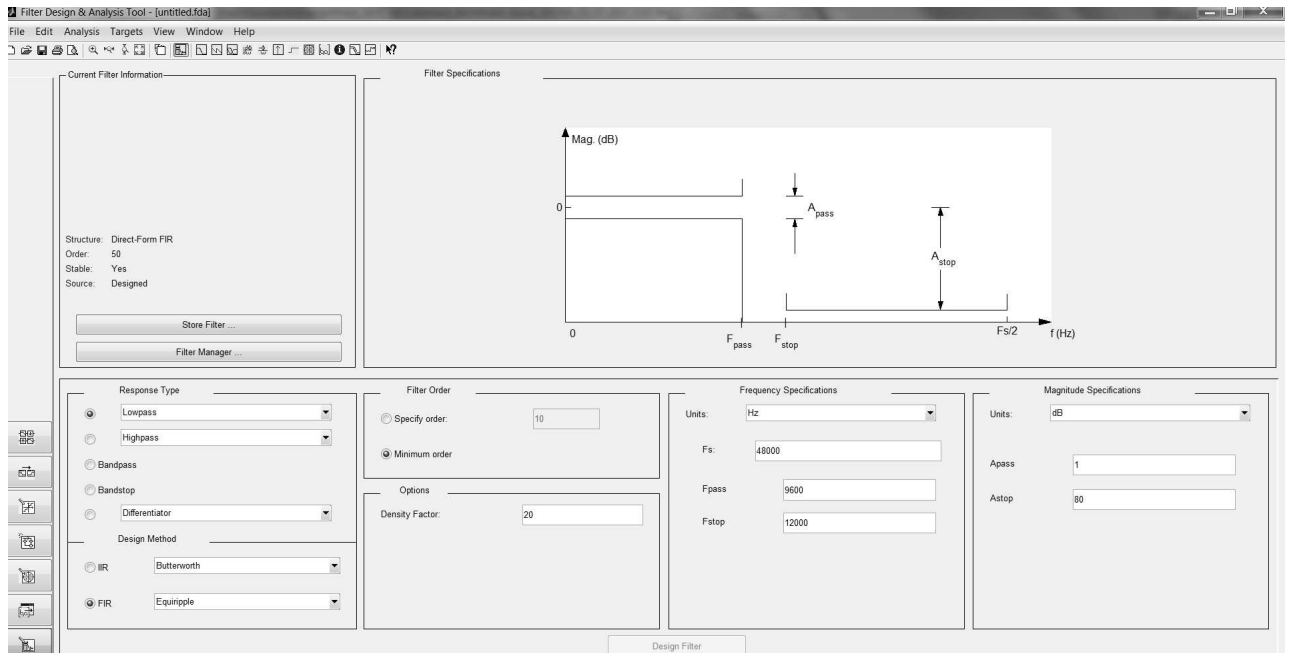 Filter Design & Analysis Tool - [untitled.fda]
File Edit Analysis Targets View Window Help
Current Filter Information
Structure: Direct-Form FIR
Order: 50
Stable: Yes
Source: Designed
Store Filter ...
Filter Manager ...
Filter Specifications
Mag. (dB)
0
Apass
Astop
0
Fpass
Fstop
Fs/2
f (Hz)
Response Type
Lowpass
Highpass
Bandpass
Bandstop
Differentiator
Design Method
IIR Butterworth
FIR Equiripple
Filter Order
Specify order: 10
Minimum order
Options
Density Factor: 20
Frequency Specifications
Units: Hz
Fs: 48000
Fpass 9600
Fstop 12000
Magnitude Specifications
Units: dB
Apass 1
Astop 80
Design Filter